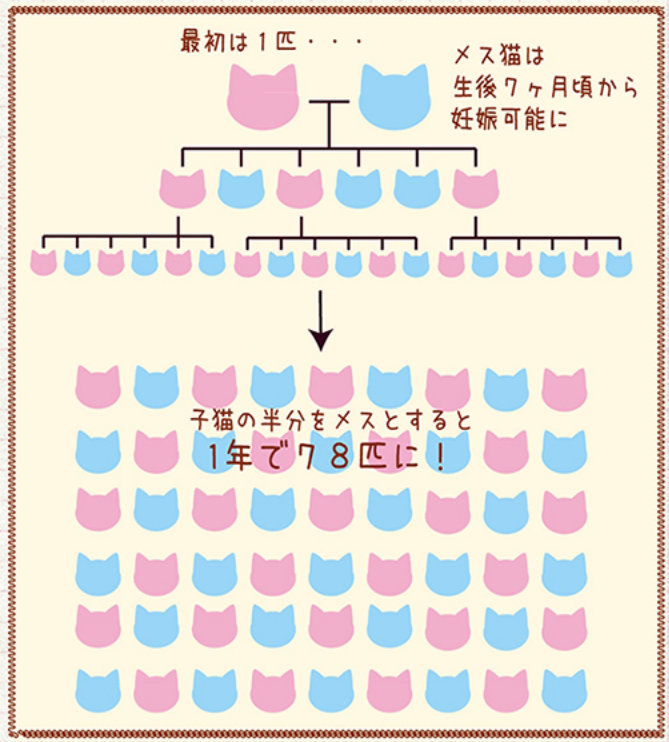 最初は1匹・・・
メス猫は
生後7ヶ月頃から
妊娠可能に
子猫の半分をメスとすると
1年で78匹に！